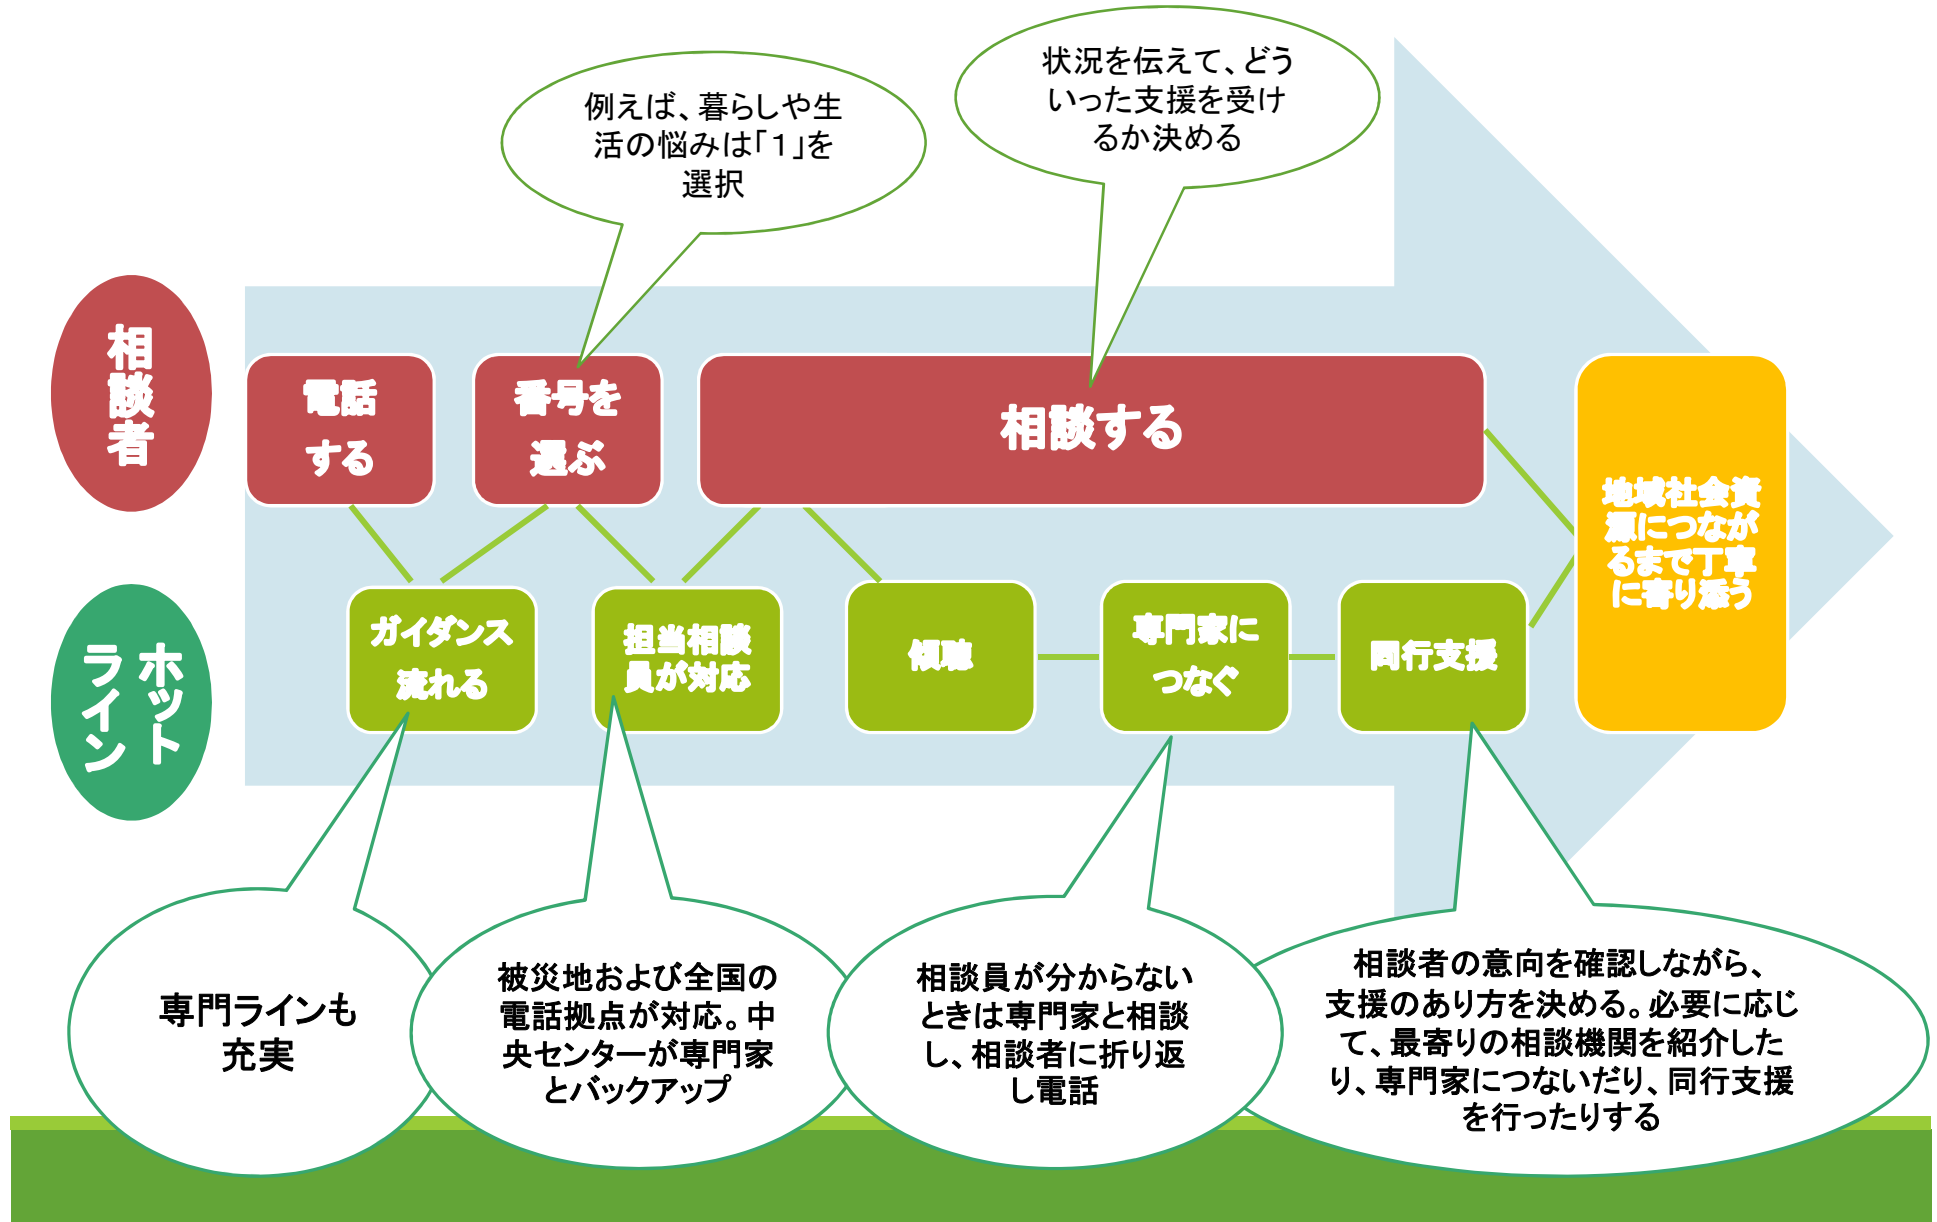 例えば、暮らしや生
活の悩みは「１」を
選択
状況を伝えて、どう
いった支援を受け
るか決める
相談者
電話
する
番号を
選ぶ
相談する
地域社会資
源につなが
るまで丁寧
に寄り添う
ホット
ライン
ガイダンス
流れる
担当相談
員が対応
傾聴
専門家に
つなぐ
同行支援
専門ラインも
充実
被災地および全国の
電話拠点が対応。中
央センターが専門家
とバックアップ
相談員が分からない
ときは専門家と相談
し、相談者に折り返
し電話
相談者の意向を確認しながら、
支援のあり方を決める。必要に応じ
て、最寄りの相談機関を紹介した
り、専門家につないだり、同行支援
を行ったりする